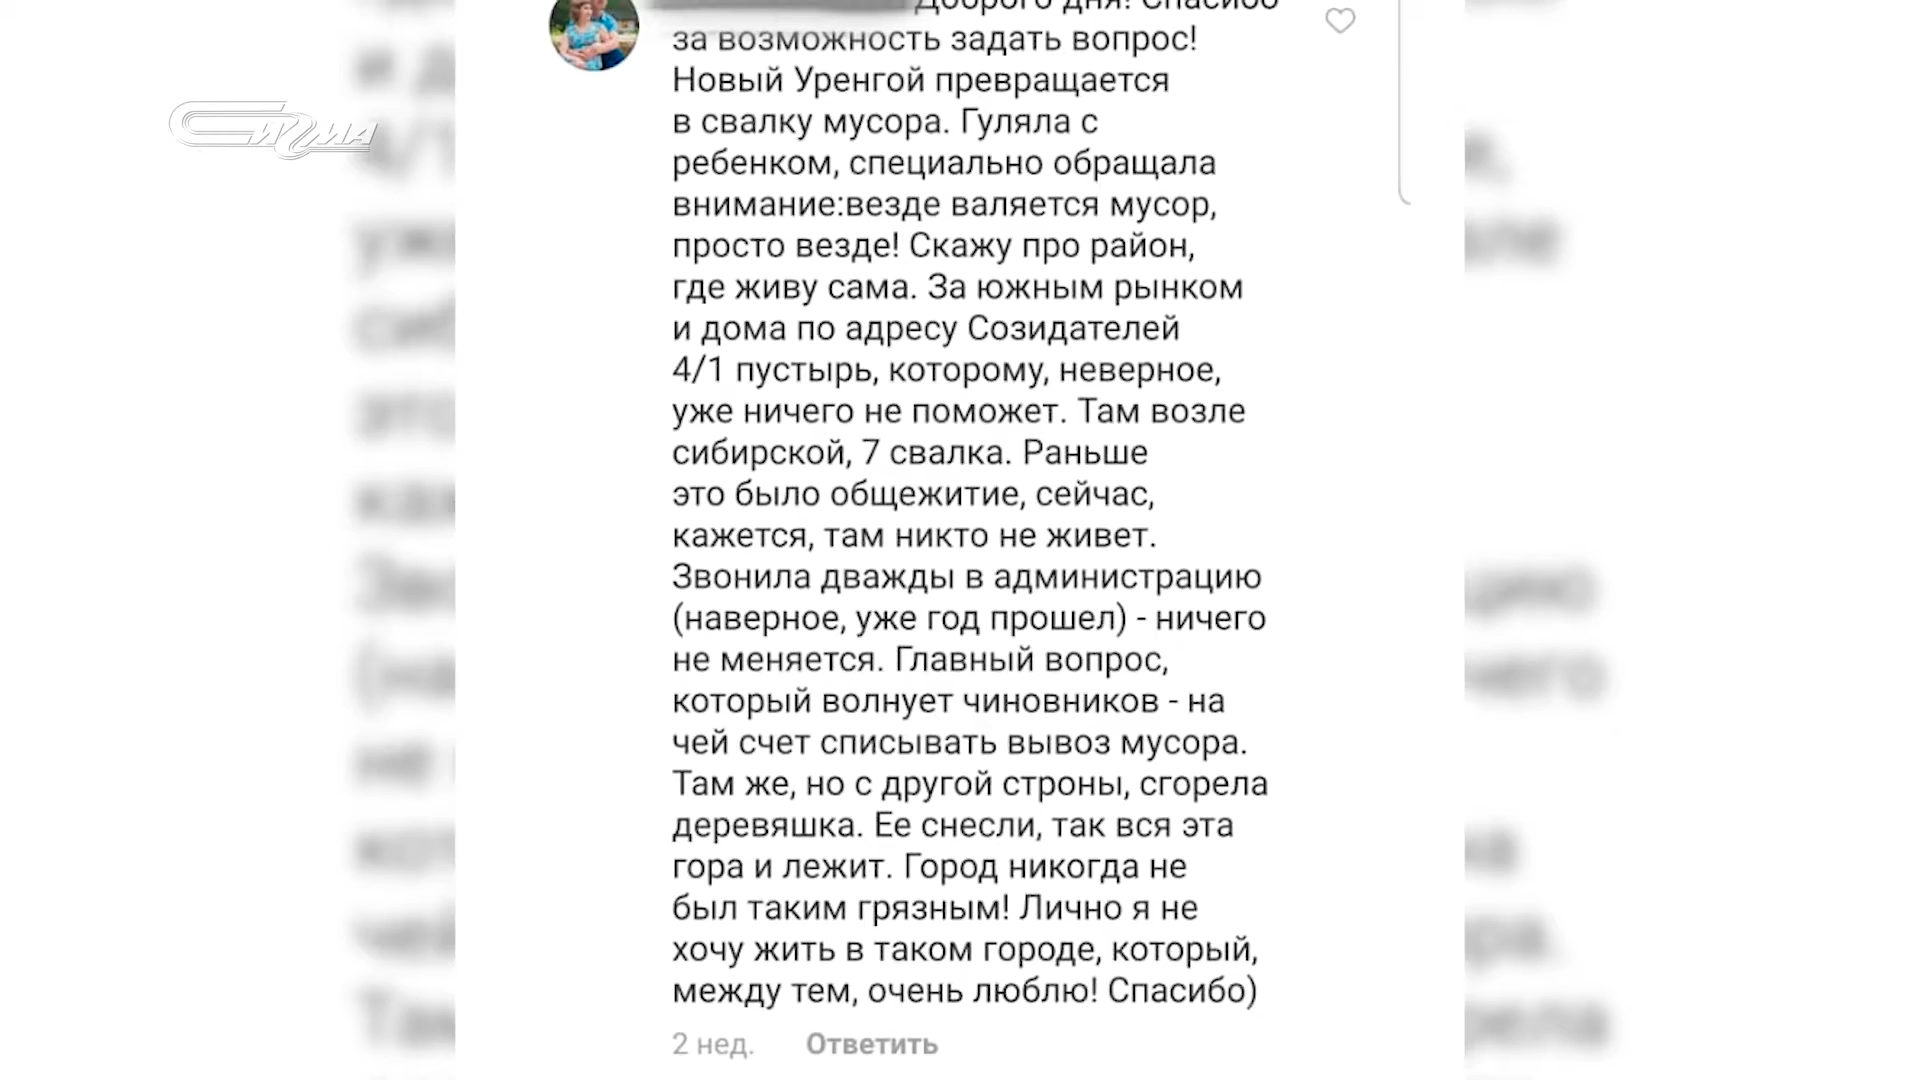 Сигма
Доброго дня! Спасибо
за возможность задать вопрос!
Новый Уренгой превращается
в свалку мусора. Гуляла с
ребенком, специально обращала
внимание:везде валяется мусор,
просто везде! Скажу про район,
где живу сама. За южным рынком
и дома по адресу Созидателей
4/1 пустырь, которому, неверное,
уже ничего не поможет. Там возле
сибирской, 7 свалка. Раньше
это было общежитие, сейчас,
кажется, там никто не живет.
Звонила дважды в администрацию
(наверное, уже год прошел) - ничего
не меняется. Главный вопрос,
который волнует чиновников - на
чей счет списывать вывоз мусора.
Там же, но с другой строны, сгорела
деревяшка. Ее снесли, так вся эта
гора и лежит. Город никогда не
был таким грязным! Лично я не
хочу жить в таком городе, который,
между тем, очень люблю! Спасибо)
2 нед. Ответить